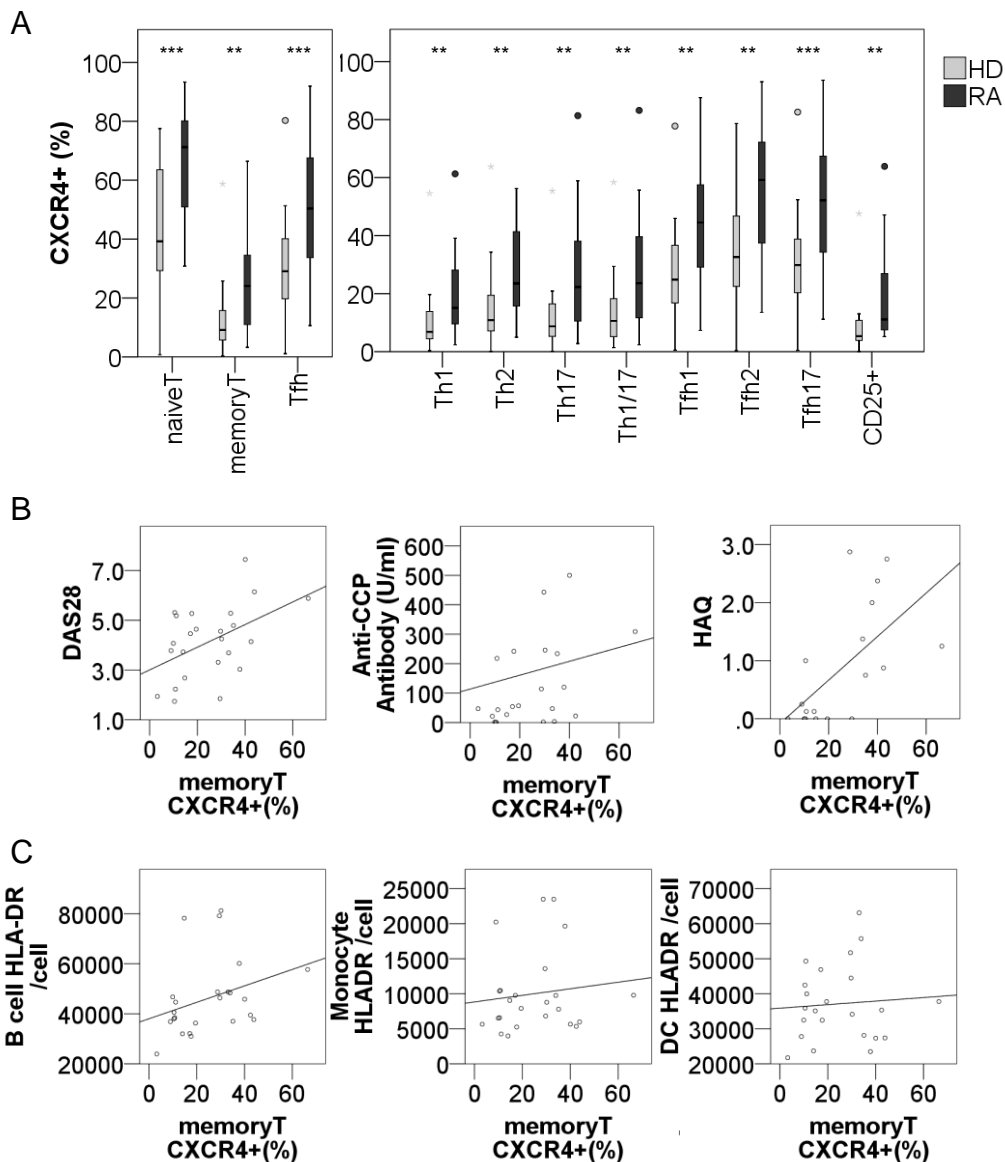 A
*** ** *** ** ** ** ** ** ** *** **
HD
RA
CXCR4+ (%)
100
80
60
40
20
0
100
80
60
40
20
0
naiveT
memoryT
Tfh
Th1
Th2
Th17
Th1/17
Tfh1
Tfh2
Tfh17
CD25+
B
DAS28
7.0
5.0
3.0
1.0
0 20 40 60
memoryT
CXCR4+(%)
Anti-CCP
Antibody (U/ml)
600
500
400
300
200
100
0
0 20 40 60
memoryT
CXCR4+(%)
HAQ
3.0
2.0
1.0
.0
0 20 40 60
memoryT
CXCR4+(%)
C
B cell HLA-DR
/cell
80000
60000
40000
20000
0 20 40 60
memoryT
CXCR4+(%)
Monocyte
HLADR /cell
25000
20000
15000
10000
5000
0
0 20 40 60
memoryT
CXCR4+(%)
DC HLADR /cell
70000
60000
50000
40000
30000
20000
0 20 40 60
memoryT
CXCR4+(%)